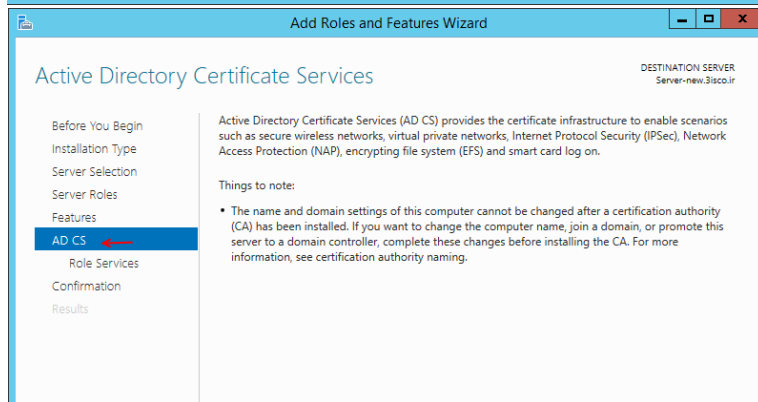 Add Roles and Features Wizard
Active Directory Certificate Services
DESTINATION SERVER
Server-new.3isco.ir
Before You Begin
Installation Type
Server Selection
Server Roles
Features
AD CS
Role Services
Confirmation
Results
Active Directory Certificate Services (AD CS) provides the certificate infrastructure to enable scenarios
such as secure wireless networks, virtual private networks, Internet Protocol Security (IPSec), Network
Access Protection (NAP), encrypting file system (EFS) and smart card log on.
Things to note:
• The name and domain settings of this computer cannot be changed after a certification authority
(CA) has been installed. If you want to change the computer name, join a domain, or promote this
server to a domain controller, complete these changes before installing the CA. For more
information, see certification authority naming.